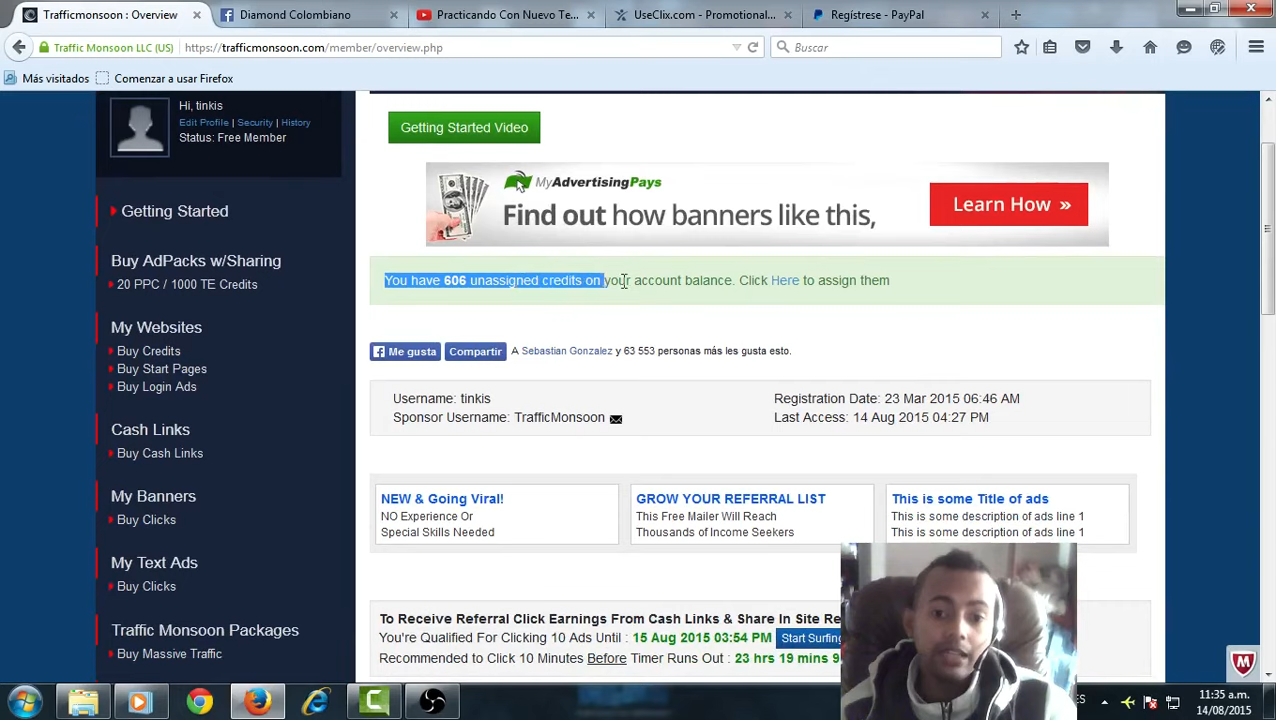 Trafficmonsoon : Overview
Diamond Colombiano
Practicando Con Nuevo Te...
UseClix.com - Promotional...
Regístrese - PayPal
Traffic Monsoon LLC (US)
https://trafficmonsoon.com/member/overview.php
Buscar
Más visitados
Comenzar a usar Firefox
Hi, tinkis
Edit Profile | Security | History
Status: Free Member
Getting Started
Buy AdPacks w/Sharing
20 PPC / 1000 TE Credits
My Websites
Buy Credits
Buy Start Pages
Buy Login Ads
Cash Links
Buy Cash Links
My Banners
Buy Clicks
My Text Ads
Buy Clicks
Traffic Monsoon Packages
Buy Massive Traffic
Getting Started Video
MyAdvertisingPays
Find out how banners like this,
Learn How »
You have 606 unassigned credits on your account balance. Click Here to assign them
Me gusta
Compartir
A Sebastian Gonzalez y 63 553 personas más les gusta esto.
Username: tinkis
Sponsor Username: TrafficMonsoon
Registration Date: 23 Mar 2015 06:46 AM
Last Access: 14 Aug 2015 04:27 PM
NEW & Going Viral!
NO Experience Or
Special Skills Needed
GROW YOUR REFERRAL LIST
This Free Mailer Will Reach
Thousands of Income Seekers
This is some Title of ads
This is some description of ads line 1
This is some description of ads line 1
To Receive Referral Click Earnings From Cash Links & Share In Site Re
You're Qualified For Clicking 10 Ads Until : 15 Aug 2015 03:54 PM
Start Surfing
Recommended to Click 10 Minutes Before Timer Runs Out : 23 hrs 19 mins 9
ES
11:35 a.m.
14/08/2015